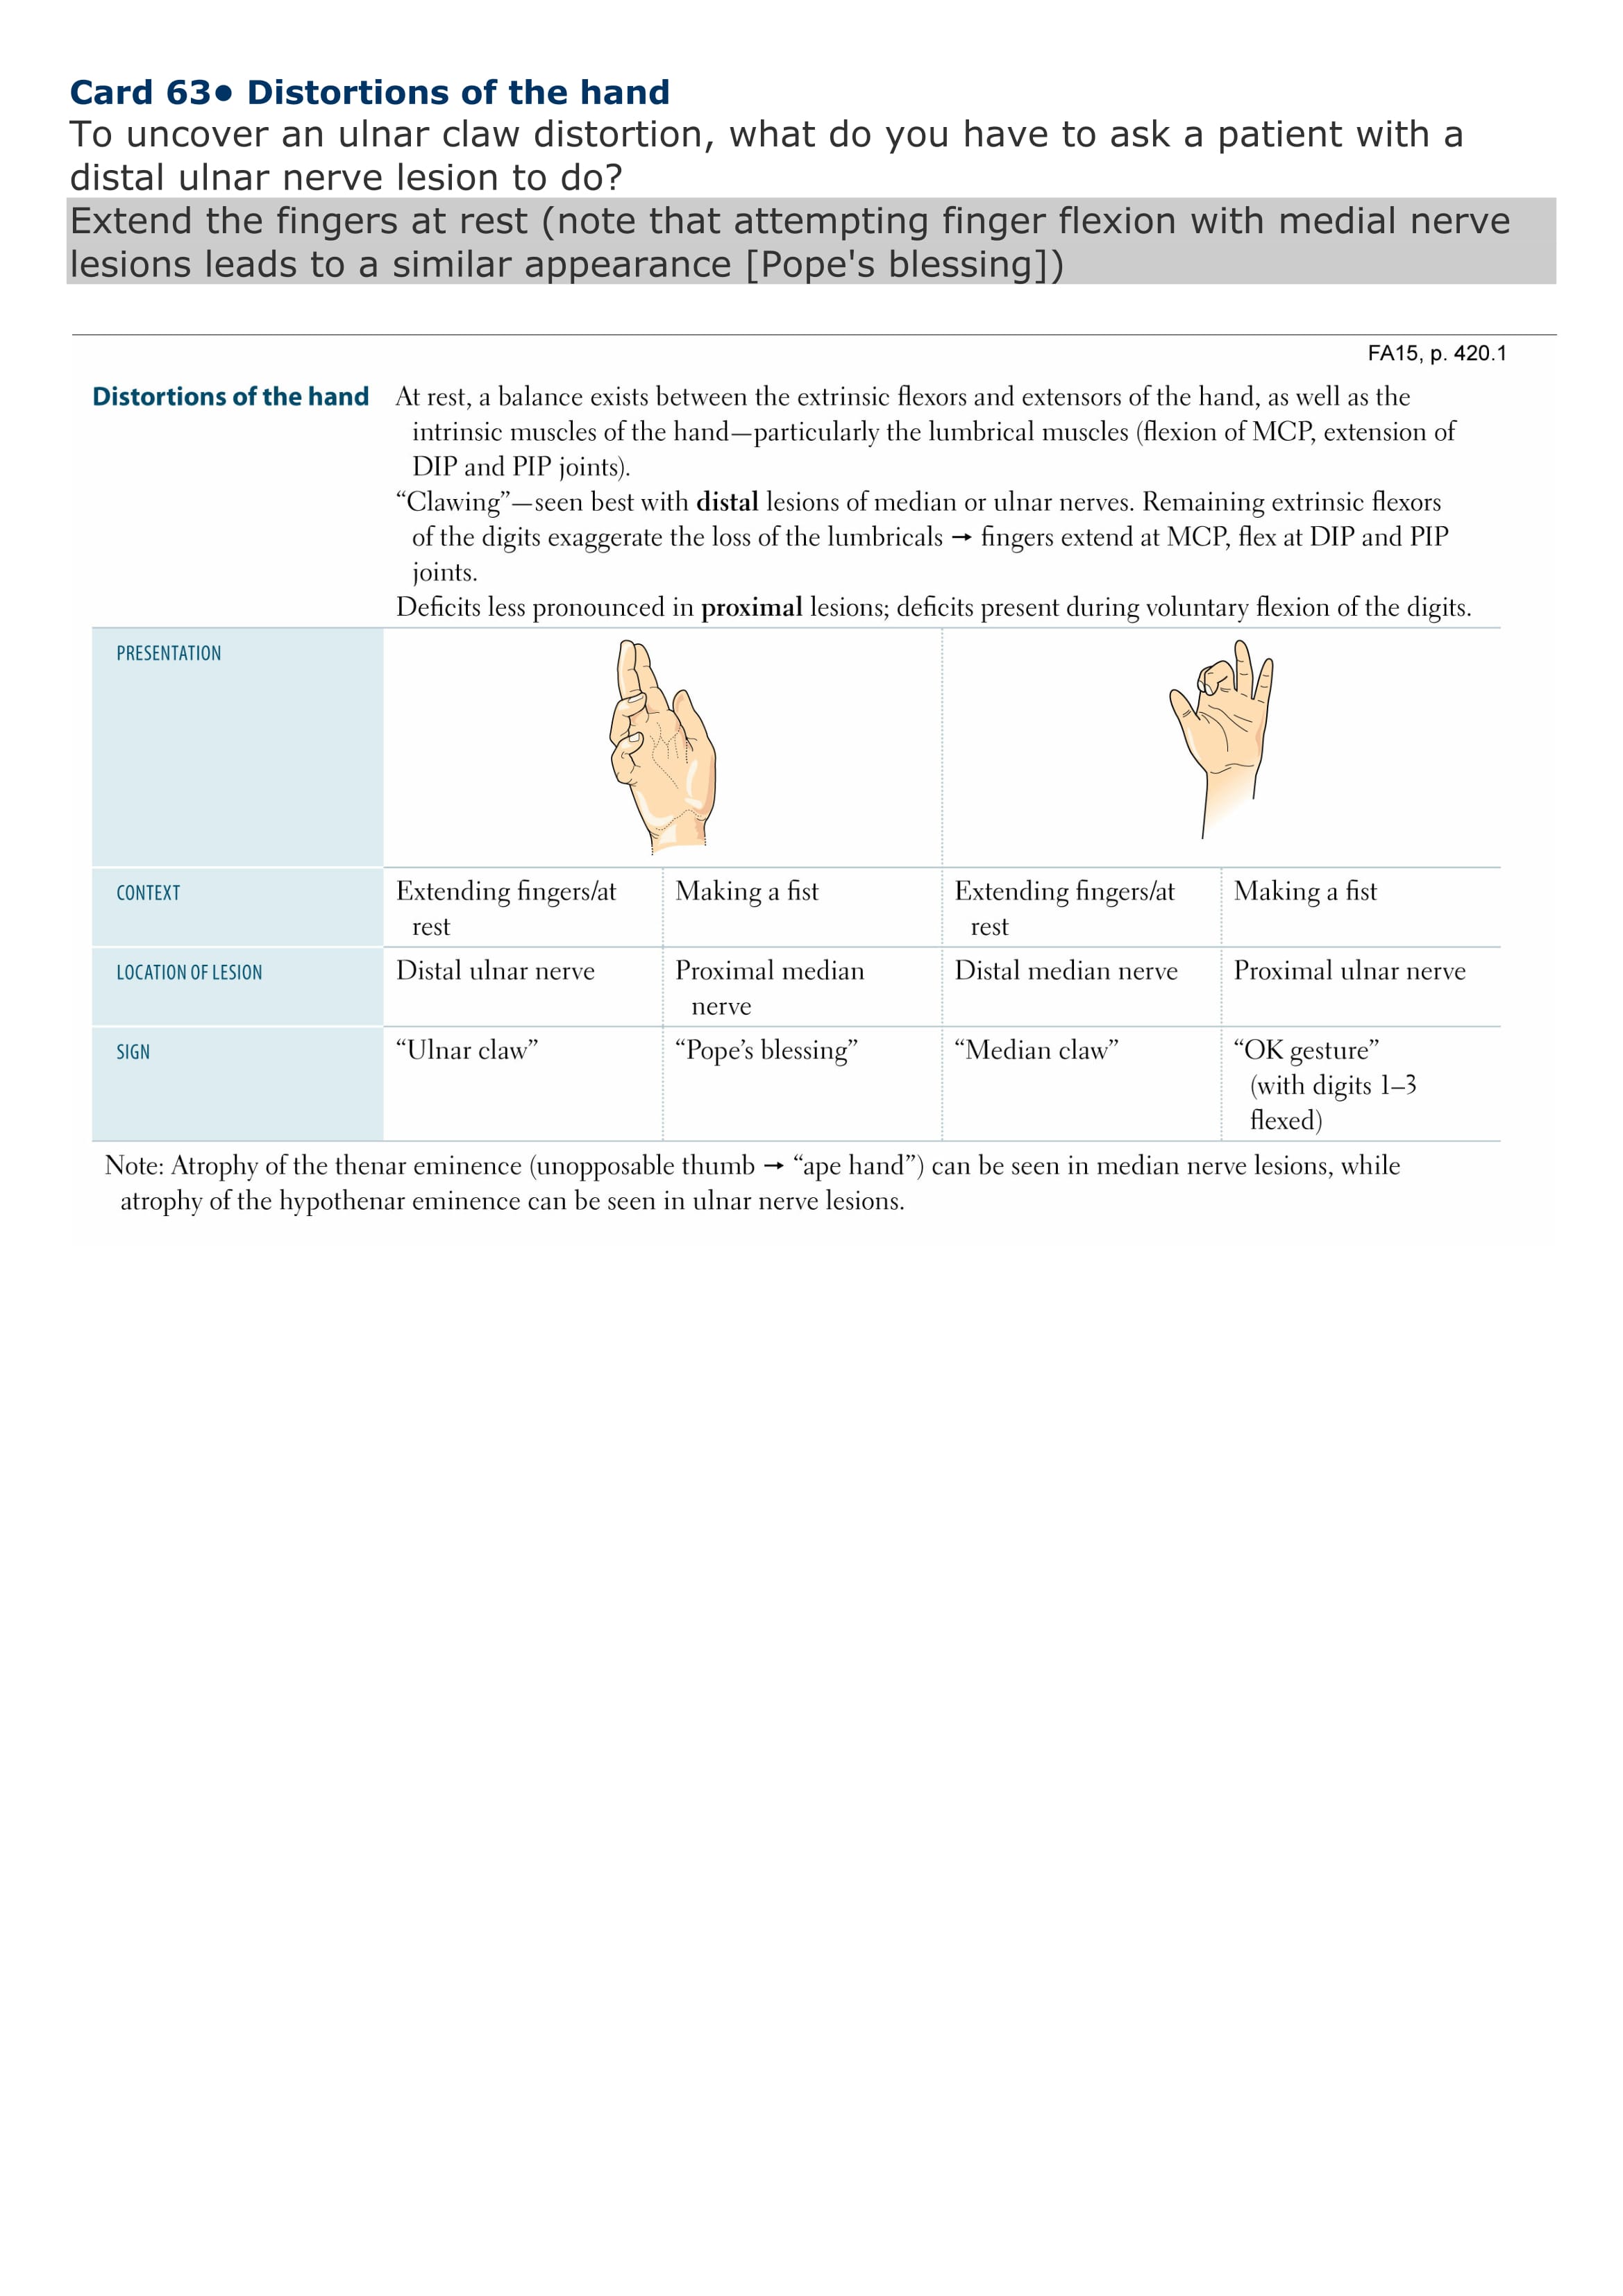 Card 63● Distortions of the hand
To uncover an ulnar claw distortion, what do you have to ask a patient with a
distal ulnar nerve lesion to do?
Extend the fingers at rest (note that attempting finger flexion with medial nerve
lesions leads to a similar appearance [Pope's blessing])
FA15, p. 420.1
Distortions of the hand
At rest, a balance exists between the extrinsic flexors and extensors of the hand, as well as the
intrinsic muscles of the hand—particularly the lumbrical muscles (flexion of MCP, extension of
DIP and PIP joints).
“Clawing”—seen best with distal lesions of median or ulnar nerves. Remaining extrinsic flexors
of the digits exaggerate the loss of the lumbricals → fingers extend at MCP, flex at DIP and PIP
joints.
Deficits less pronounced in proximal lesions; deficits present during voluntary flexion of the digits.
PRESENTATION
CONTEXT
Extending fingers/at
rest
Making a fist
Extending fingers/at
rest
Making a fist
LOCATION OF LESION
Distal ulnar nerve
Proximal median
nerve
Distal median nerve
Proximal ulnar nerve
SIGN
“Ulnar claw”
“Pope’s blessing”
“Median claw”
“OK gesture”
(with digits 1–3
flexed)
Note: Atrophy of the thenar eminence (unopposable thumb → “ape hand”) can be seen in median nerve lesions, while
atrophy of the hypothenar eminence can be seen in ulnar nerve lesions.